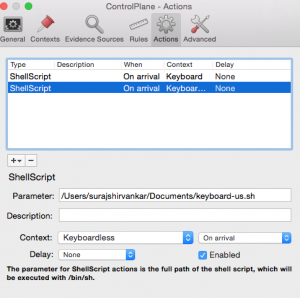 ControlPlane - Actions
General Contexts Evidence Sources Rules Actions Advanced
Type Description When Context Delay
ShellScript On arrival Keyboard None
ShellScript On arrival Keyboar... None
+ −
ShellScript
Parameter: /Users/surajshirvankar/Documents/keyboard-us.sh
Description:
Context: Keyboardless On arrival
Delay: None Enabled
The parameter for ShellScript actions is the full path of the shell script, which will
be executed with /bin/sh.